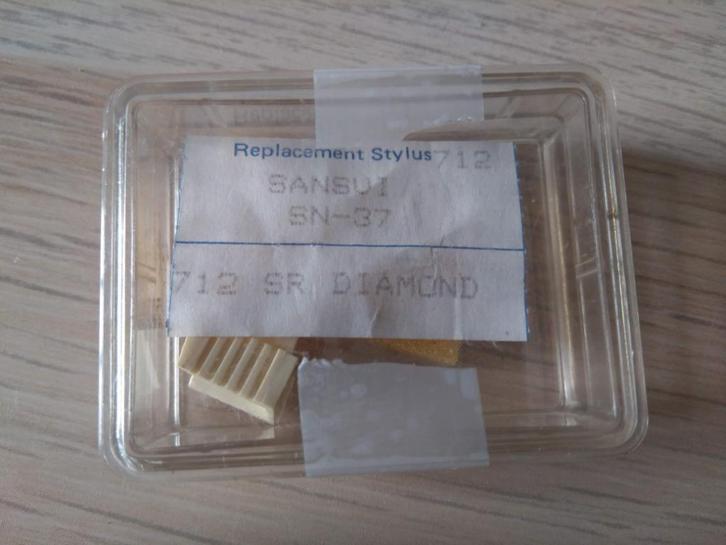 Replacement Stylus 712
SANSUI
SN-37
712 SR DIAMOND